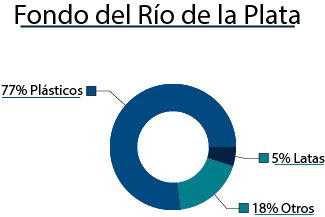 Fondo del Río de la Plata
77% Plásticos
5% Latas
18% Otros